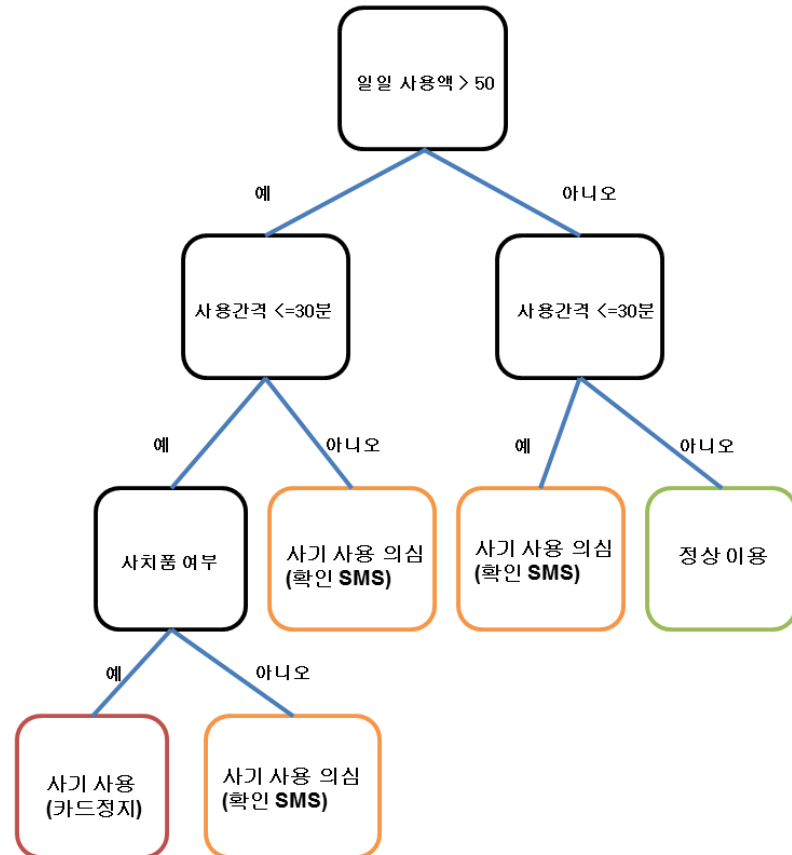 일일 사용액 > 50
예
아니오
사용간격 <=30분
사용간격 <=30분
예
아니오
예
아니오
사치품 여부
사기 사용 의심
(확인 SMS)
사기 사용 의심
(확인 SMS)
정상 이용
예
아니오
사기 사용
(카드정지)
사기 사용 의심
(확인 SMS)